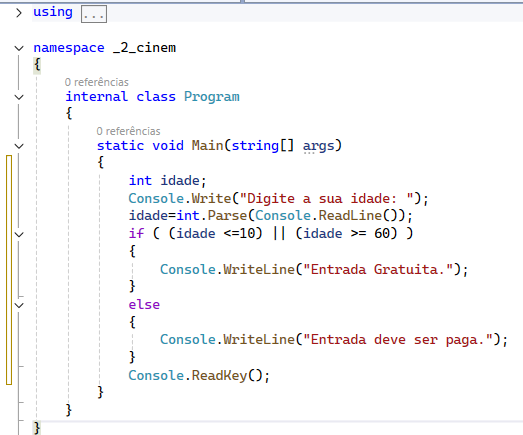 using ...
namespace _2_cinem
{
0 referências
internal class Program
{
0 referências
static void Main(string[] args)
{
int idade;
Console.Write("Digite a sua idade: ");
idade=int.Parse(Console.ReadLine());
if ( (idade <=10) || (idade >= 60) )
{
Console.WriteLine("Entrada Gratuita.");
}
else
{
Console.WriteLine("Entrada deve ser paga.");
}
Console.ReadKey();
}
}
}